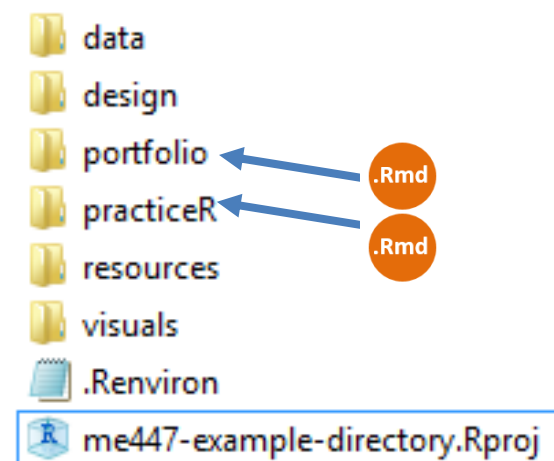 data
design
portfolio
.Rmd
practiceR
.Rmd
resources
visuals
.Renviron
R
me447-example-directory.Rproj